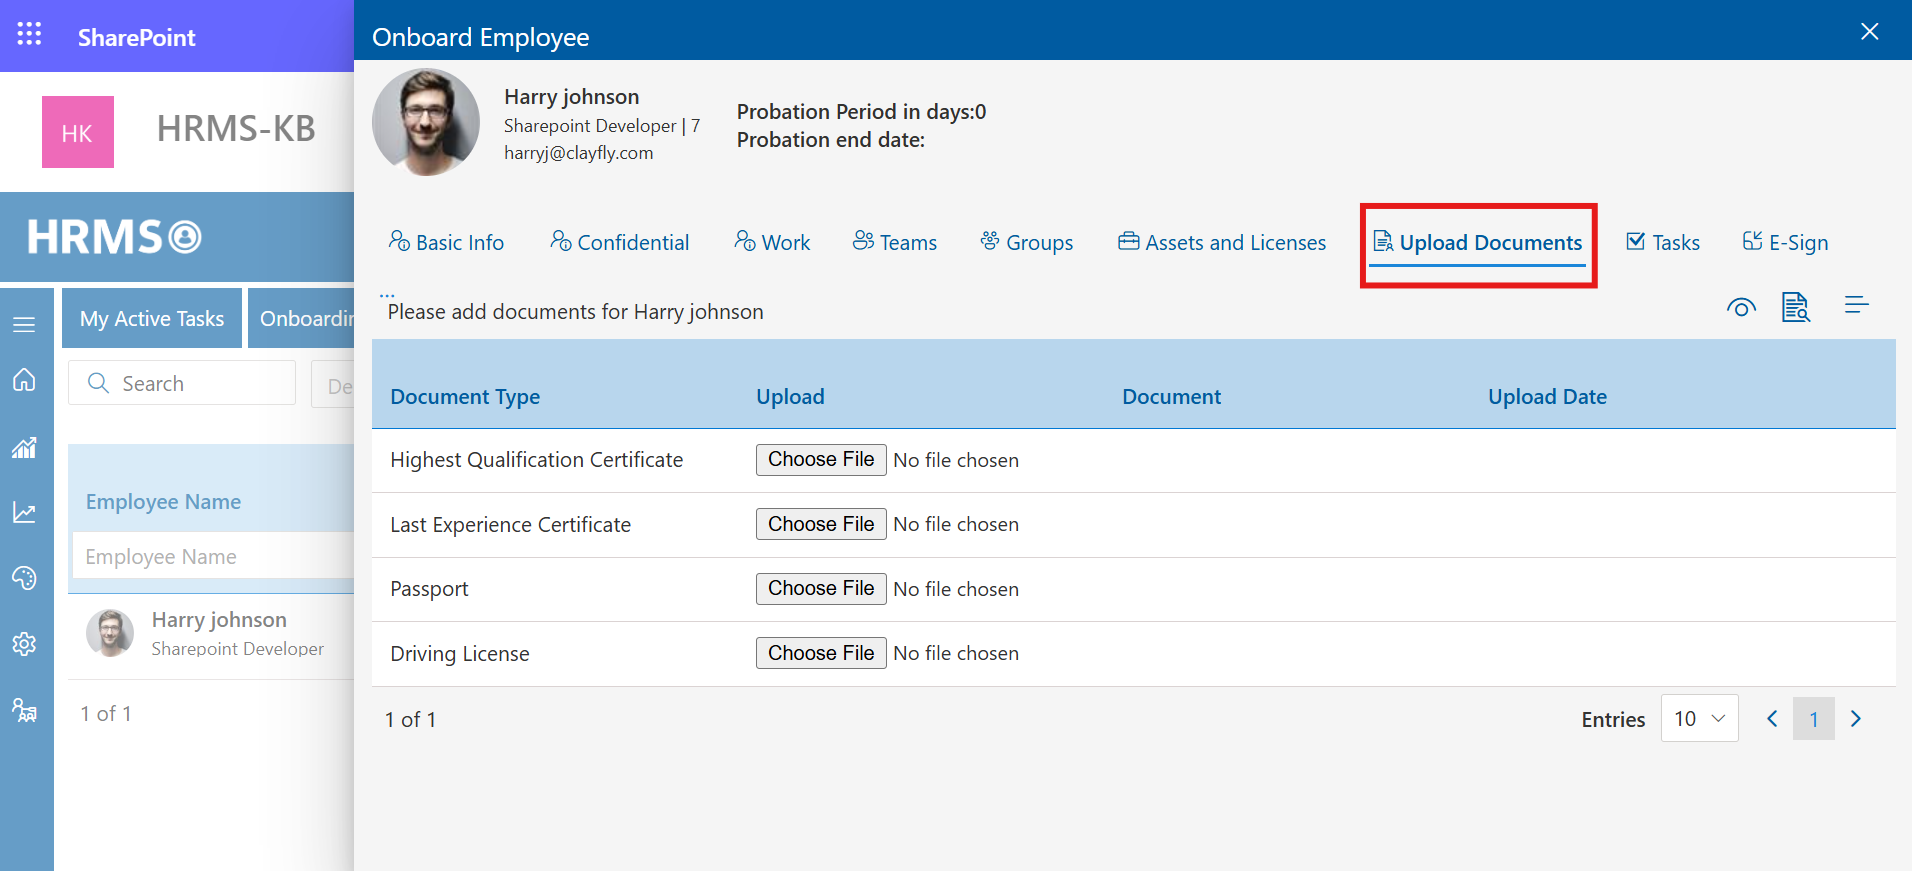 SharePoint
Onboard Employee
HK
HRMS-KB
Harry johnson
Sharepoint Developer | 7
harryj@clayfly.com
Probation Period in days:0
Probation end date:
HRMS
Basic Info
Confidential
Work
Teams
Groups
Assets and Licenses
Upload Documents
Tasks
E-Sign
...
Please add documents for Harry johnson
My Active Tasks
Onboardin
Search
De
Document Type
Upload
Document
Upload Date
Highest Qualification Certificate
Choose File
No file chosen
Last Experience Certificate
Choose File
No file chosen
Passport
Choose File
No file chosen
Driving License
Choose File
No file chosen
Employee Name
Employee Name
Harry johnson
Sharepoint Developer
1 of 1
1 of 1
Entries
10
1